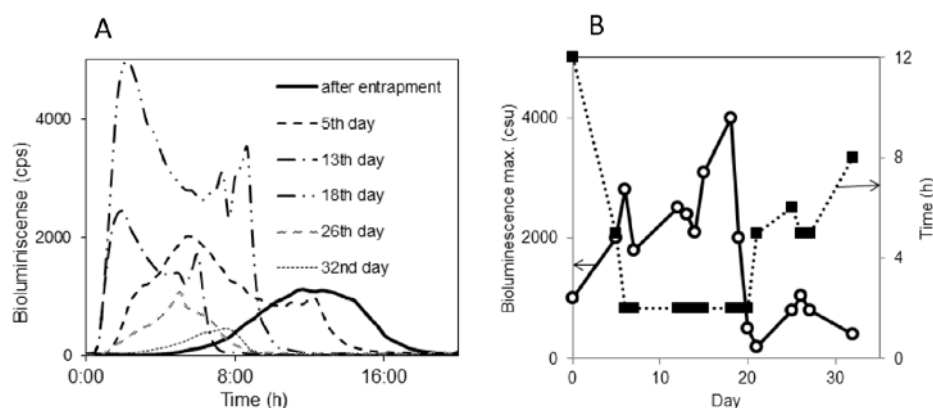 A
Bioluminiscense (cps)
4000
2000
0
after entrapment
5th day
13th day
18th day
26th day
32nd day
0:00
8:00
16:00
Time (h)
B
Bioluminescence max. (csu)
4000
2000
0
12
8
4
0
Time (h)
0
10
20
30
Day